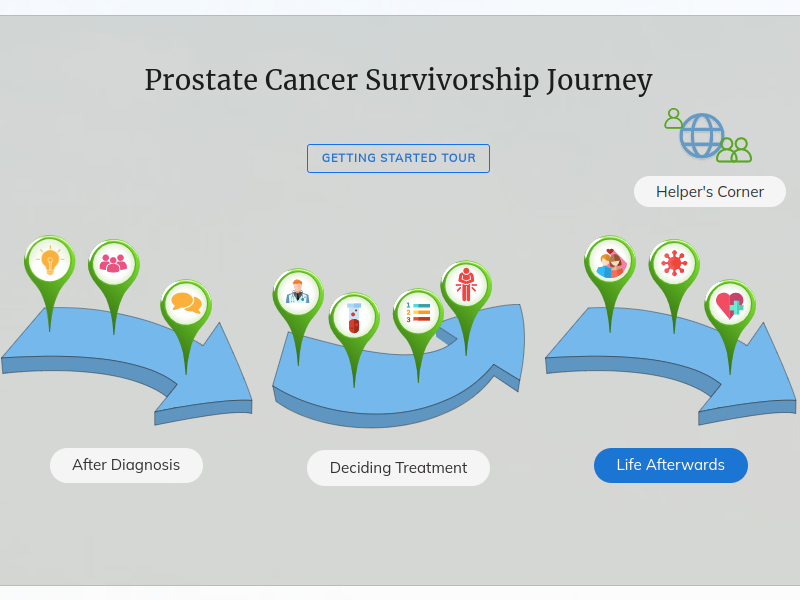 Prostate Cancer Survivorship Journey
GETTING STARTED TOUR
Helper's Corner
1
2
3
After Diagnosis
Deciding Treatment
Life Afterwards